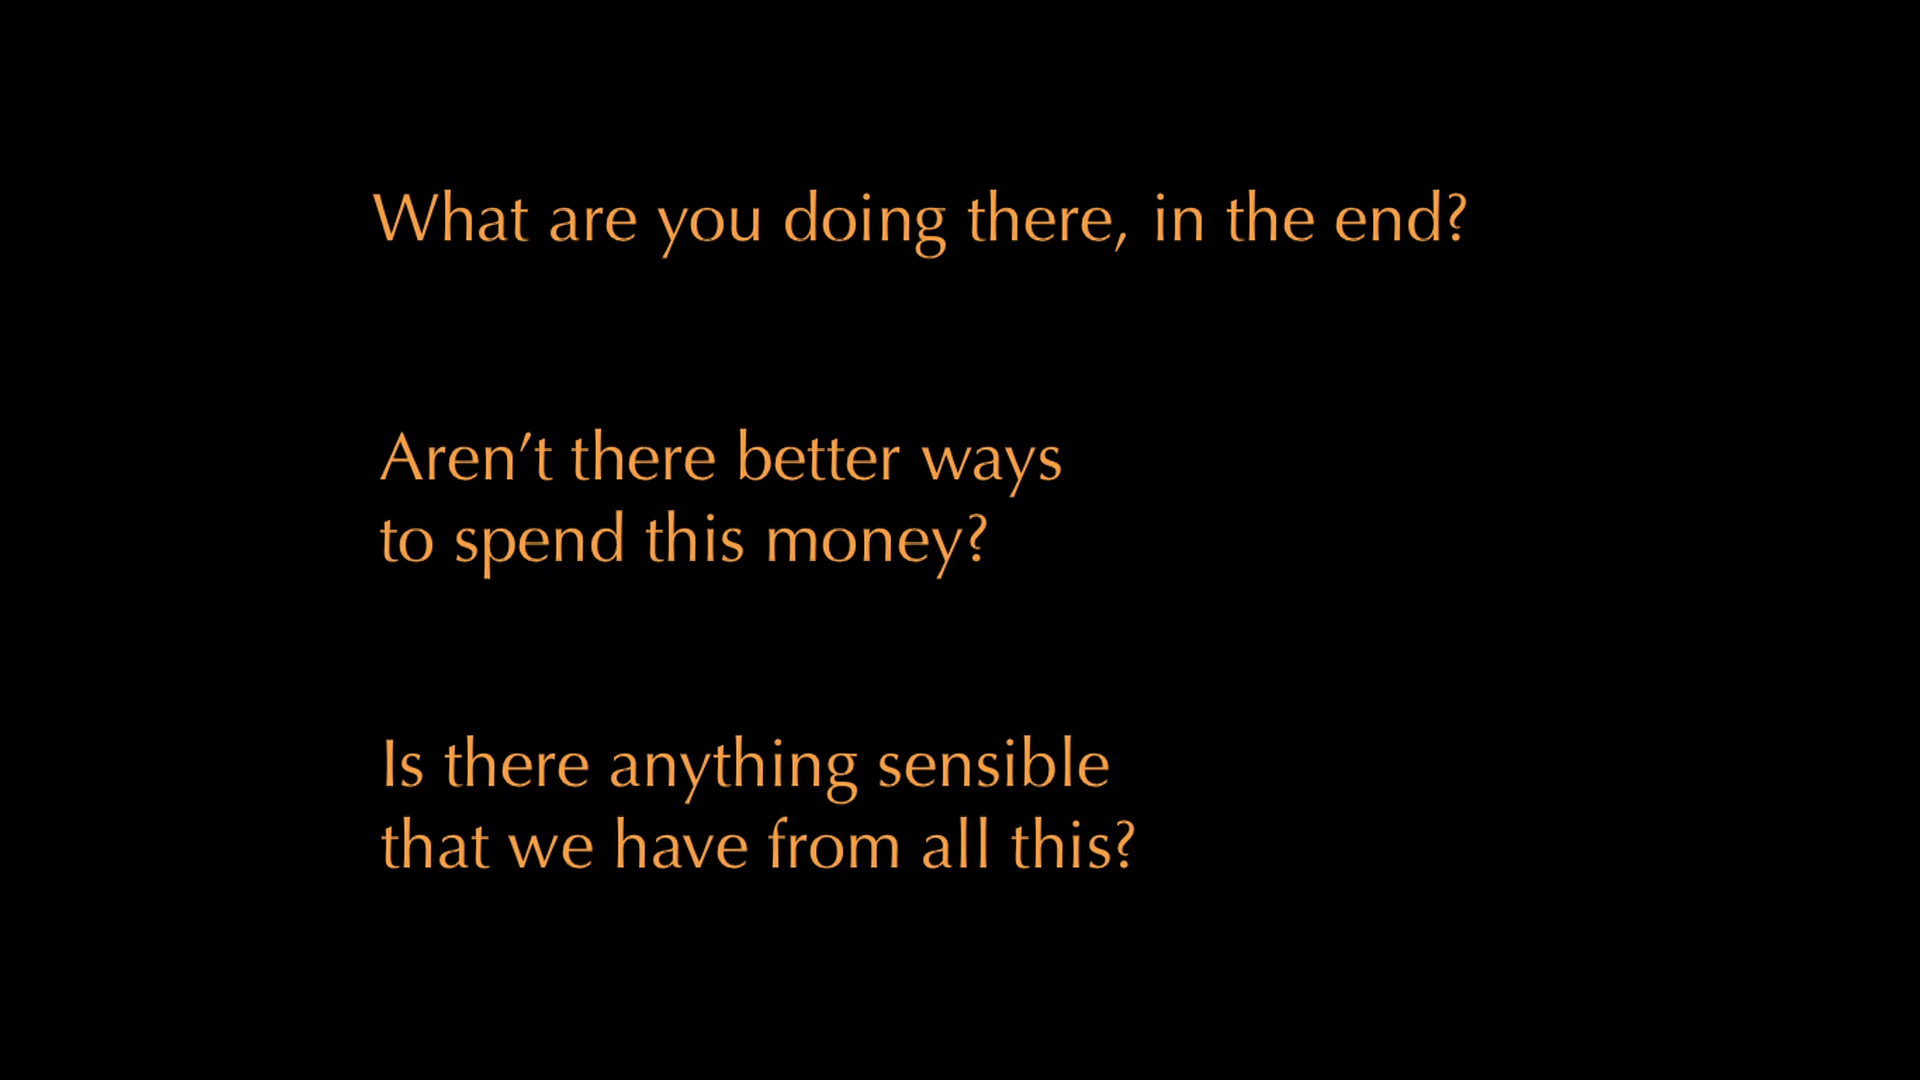 What are you doing there, in the end?
Aren’t there better ways
to spend this money?
Is there anything sensible
that we have from all this?